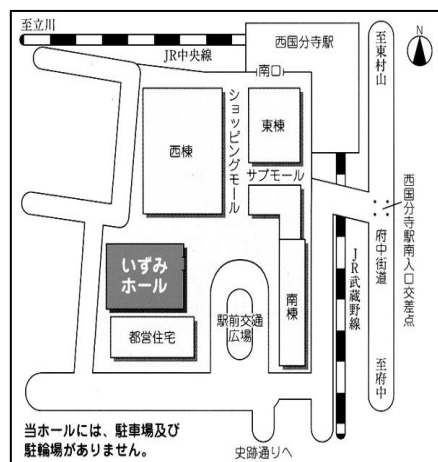 至立川
JR中央線
西国分寺駅
南口
至東村山
N
西棟
ショッピングモール
東棟
サブモール
西国分寺駅南入口交差点
府中街道
JR武蔵野線
いずみ
ホール
都営住宅
駅前交通
広場
南棟
至府中
当ホールには、駐車場及び
駐輪場がありません。
史跡通りへ